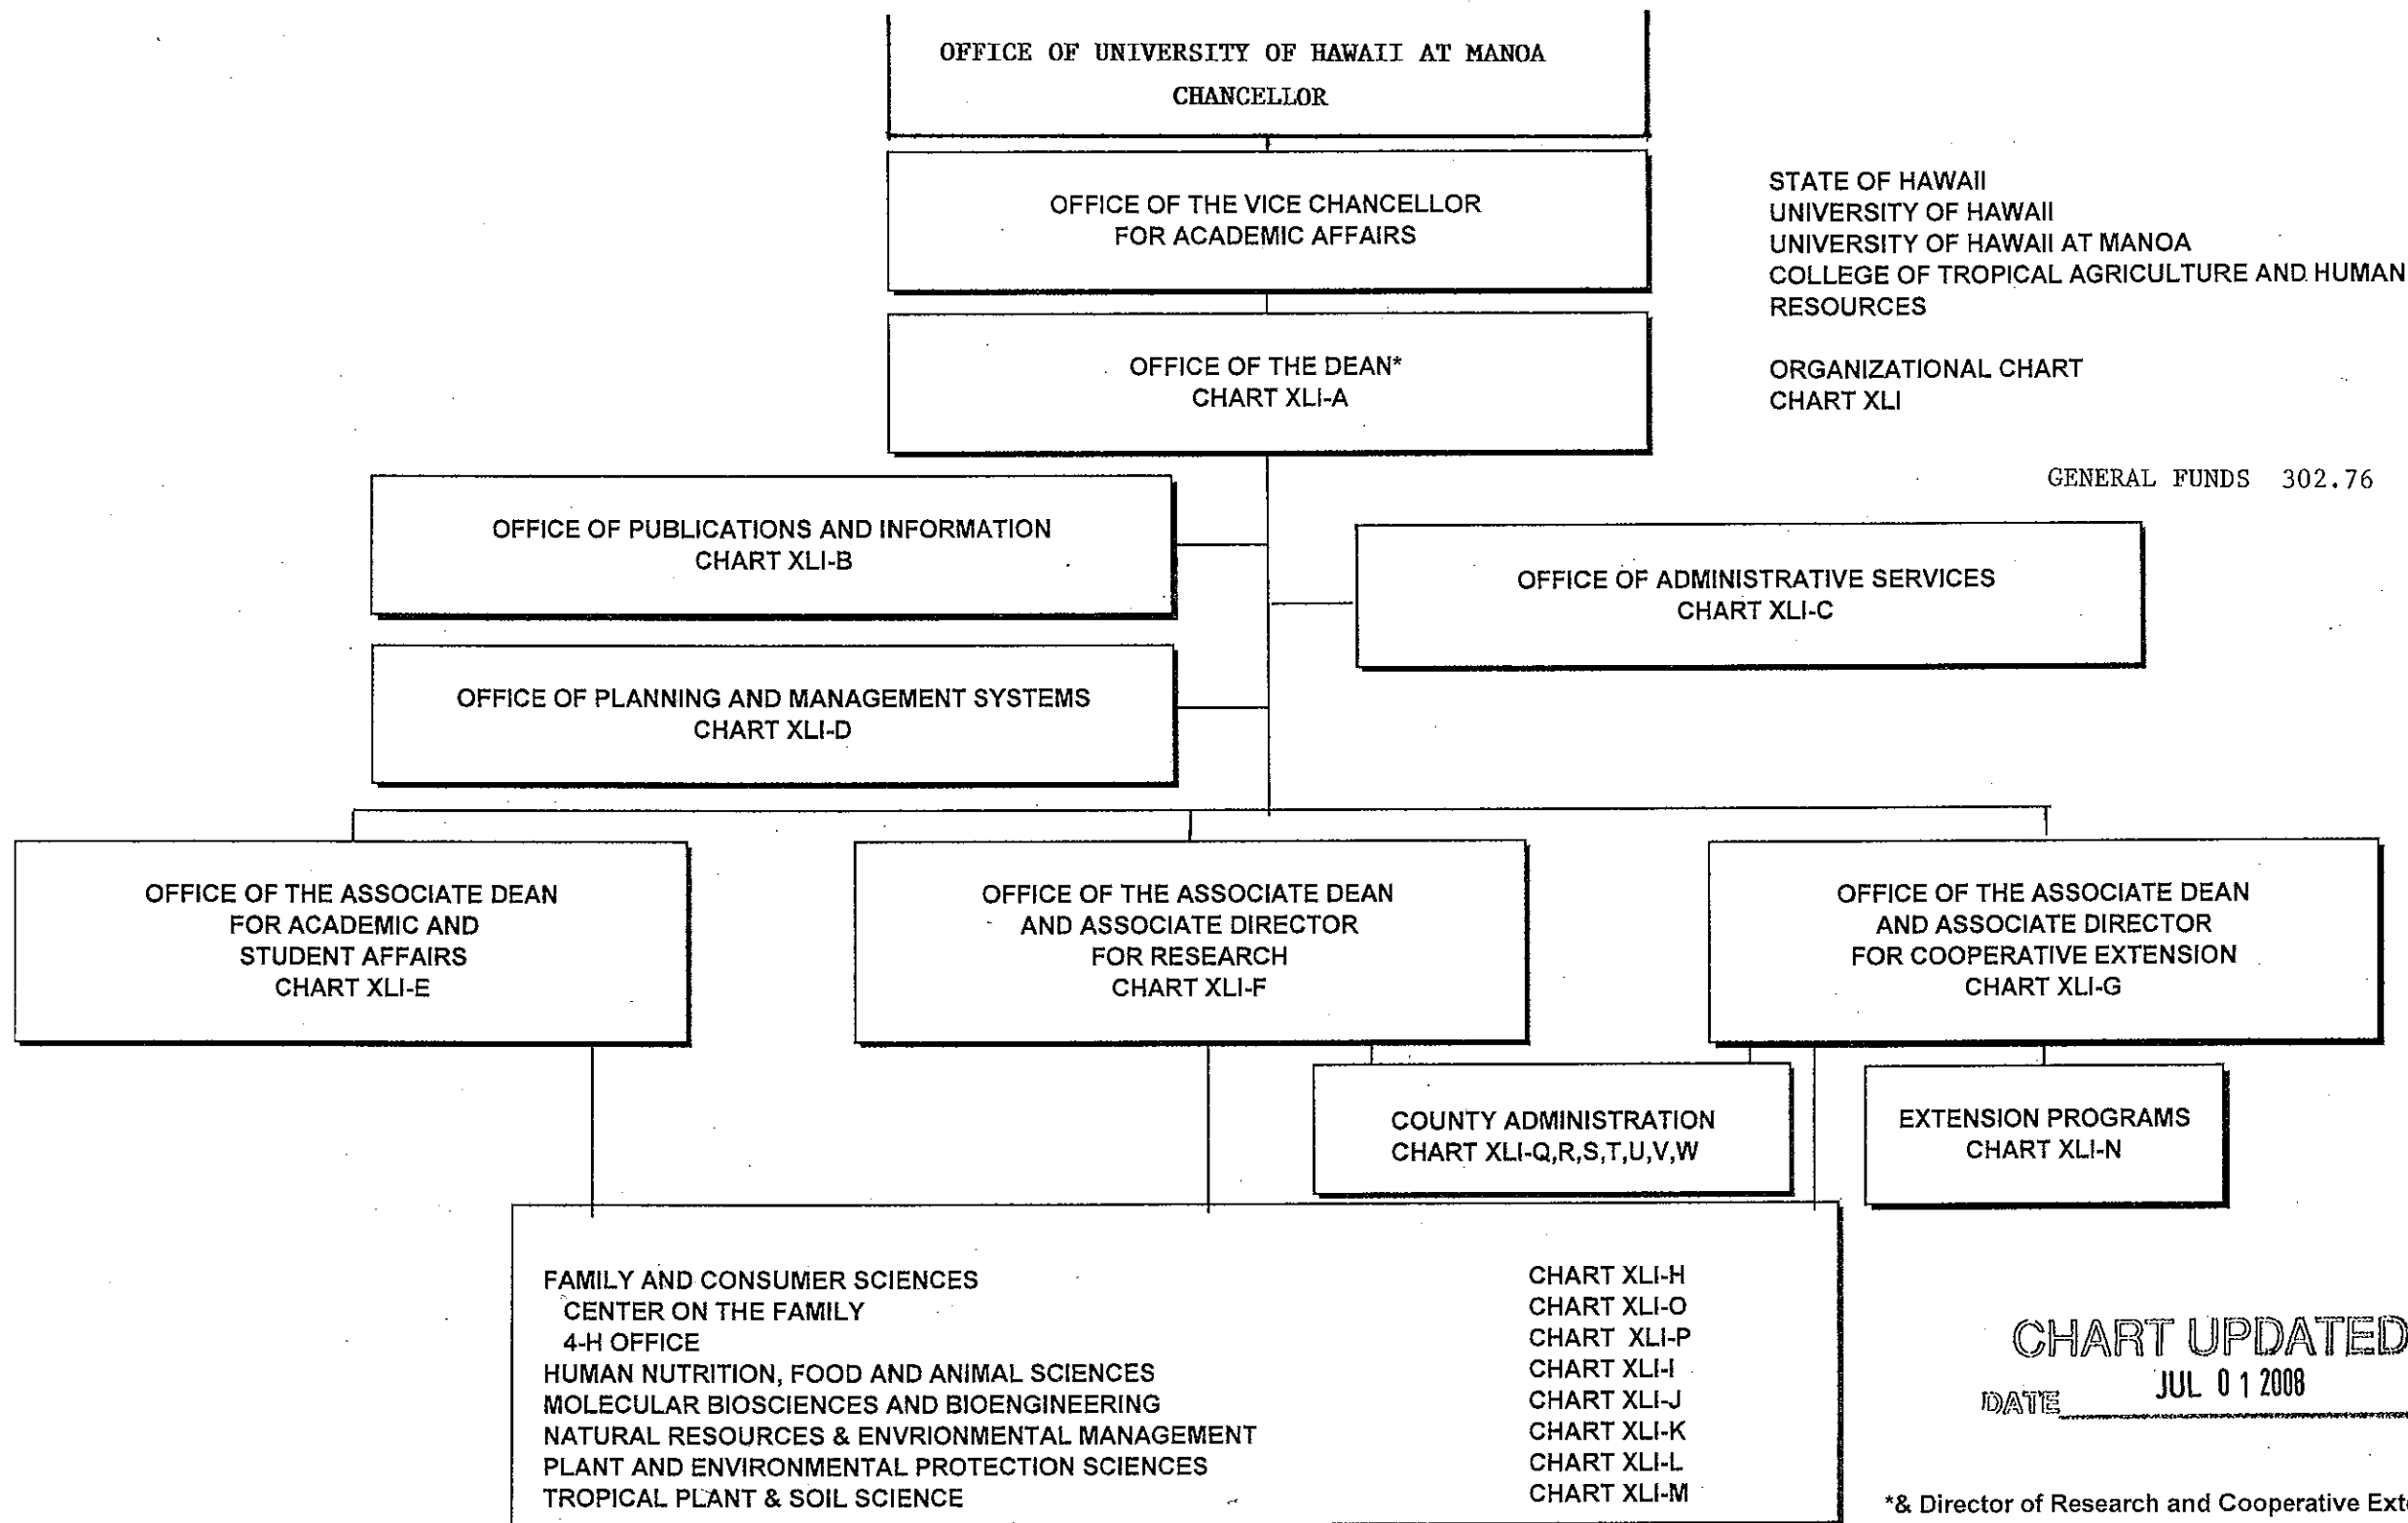 OFFICE OF UNIVERSITY OF HAWAII AT MANOA
CHANCELLOR
OFFICE OF THE VICE CHANCELLOR
FOR ACADEMIC AFFAIRS
STATE OF HAWAII
UNIVERSITY OF HAWAII
UNIVERSITY OF HAWAII AT MANOA
COLLEGE OF TROPICAL AGRICULTURE AND HUMAN
RESOURCES
ORGANIZATIONAL CHART
CHART XLI
OFFICE OF THE DEAN*
CHART XLI-A
GENERAL FUNDS 302.76
OFFICE OF PUBLICATIONS AND INFORMATION
CHART XLI-B
OFFICE OF ADMINISTRATIVE SERVICES
CHART XLI-C
OFFICE OF PLANNING AND MANAGEMENT SYSTEMS
CHART XLI-D
OFFICE OF THE ASSOCIATE DEAN
FOR ACADEMIC AND
STUDENT AFFAIRS
CHART XLI-E
OFFICE OF THE ASSOCIATE DEAN
AND ASSOCIATE DIRECTOR
FOR RESEARCH
CHART XLI-F
OFFICE OF THE ASSOCIATE DEAN
AND ASSOCIATE DIRECTOR
FOR COOPERATIVE EXTENSION
CHART XLI-G
COUNTY ADMINISTRATION
CHART XLI-Q,R,S,T,U,V,W
EXTENSION PROGRAMS
CHART XLI-N
FAMILY AND CONSUMER SCIENCES CHART XLI-H
CENTER ON THE FAMILY CHART XLI-O
4-H OFFICE CHART XLI-P
HUMAN NUTRITION, FOOD AND ANIMAL SCIENCES CHART XLI-I
MOLECULAR BIOSCIENCES AND BIOENGINEERING CHART XLI-J
NATURAL RESOURCES & ENVRIONMENTAL MANAGEMENT CHART XLI-K
PLANT AND ENVIRONMENTAL PROTECTION SCIENCES CHART XLI-L
TROPICAL PLANT & SOIL SCIENCE CHART XLI-M
CHART UPDATED
DATE JUL 01 2008
*& Director of Research and Cooperative Exte